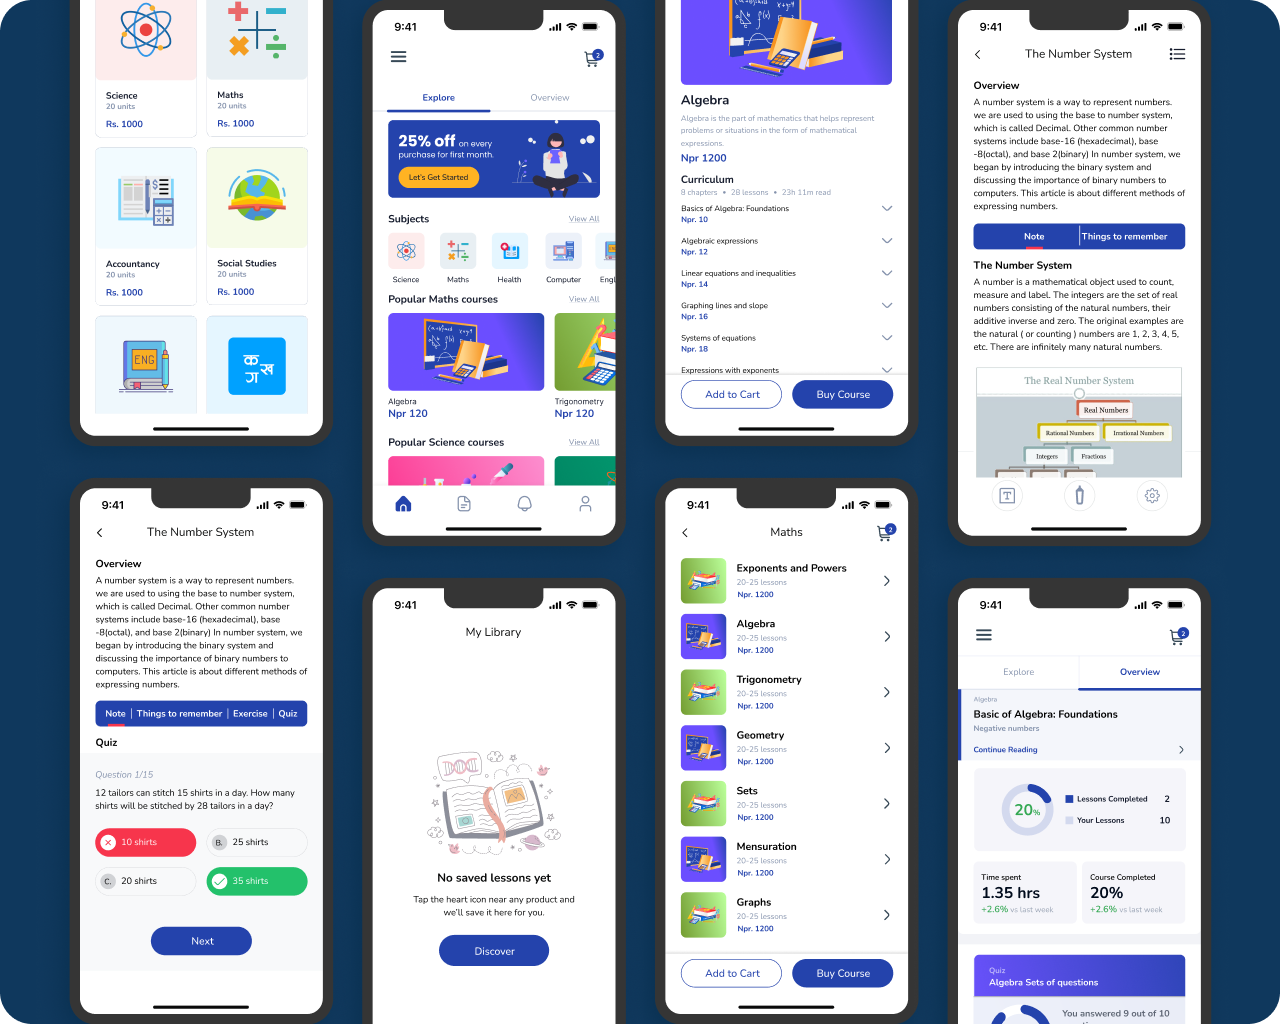 Science
20 units
Rs. 1000
Maths
20 units
Rs. 1000
Accountancy
20 units
Rs. 1000
Social Studies
20 units
Rs. 1000
ENG
क ख ग
9:41
2
Explore
Overview
25% off on every
purchase for first month.
Let's Get Started
Subjects
View All
Science
Maths
Health
Computer
Popular Maths courses
View All
Algebra
Npr 120
Trigonometry
Npr 120
Popular Science courses
View All
Algebra
Algebra is the part of mathematics that helps represent
problems or situations in the form of mathematical
expressions.
Npr 1200
Curriculum
8 chapters • 28 lessons • 23h 11m read
Basics of Algebra: Foundations
Npr. 10
Algebraic expressions
Npr. 12
Linear equations and inequalities
Npr. 14
Graphing lines and slope
Npr. 16
Systems of equations
Npr. 18
Expressions with exponents
Add to Cart
Buy Course
9:41
The Number System
Overview
A number system is a way to represent numbers.
we are used to using the base to number system,
which is called Decimal. Other common number
systems include base-16 (hexadecimal), base
-8(octal), and base 2(binary) In number system, we
began by introducing the binary system and
discussing the importance of binary numbers to
computers. This article is about different methods of
expressing numbers.
Note
Things to remember
The Number System
A number is a mathematical object used to count,
measure and label. The integers are the set of real
numbers consisting of the natural numbers, their
additive inverse and zero. The original examples are
the natural ( or counting ) numbers are 1, 2, 3, 4, 5,
etc. There are infinitely many natural numbers.
The Real Number System
Real Numbers
Rational Numbers
Irrational Numbers
Integers
Fractions
T
9:41
The Number System
Overview
A number system is a way to represent numbers.
we are used to using the base to number system,
which is called Decimal. Other common number
systems include base-16 (hexadecimal), base
-8(octal), and base 2(binary) In number system, we
began by introducing the binary system and
discussing the importance of binary numbers to
computers. This article is about different methods of
expressing numbers.
Note | Things to remember | Exercise | Quiz
Quiz
Question 1/15
12 tailors can stitch 15 shirts in a day. How many
shirts will be stitched by 28 tailors in a day?
10 shirts
B. 25 shirts
C. 20 shirts
35 shirts
Next
9:41
My Library
No saved lessons yet
Tap the heart icon near any product and
we'll save it here for you.
Discover
9:41
Maths
2
Exponents and Powers
20-25 lessons
Npr. 1200
Algebra
20-25 lessons
Npr. 1200
Trigonometry
20-25 lessons
Npr. 1200
Geometry
20-25 lessons
Npr. 1200
Sets
20-25 lessons
Npr. 1200
Mensuration
20-25 lessons
Npr. 1200
Graphs
20-25 lessons
Npr. 1200
Add to Cart
Buy Course
9:41
2
Explore
Overview
Algebra
Basic of Algebra: Foundations
Negative numbers
Continue Reading
20%
Lessons Completed 2
Your Lessons 10
Time spent
1.35 hrs
+2.6% vs last week
Course Completed
20%
+2.6% vs last week
Quiz
Algebra Sets of questions
You answered 9 out of 10